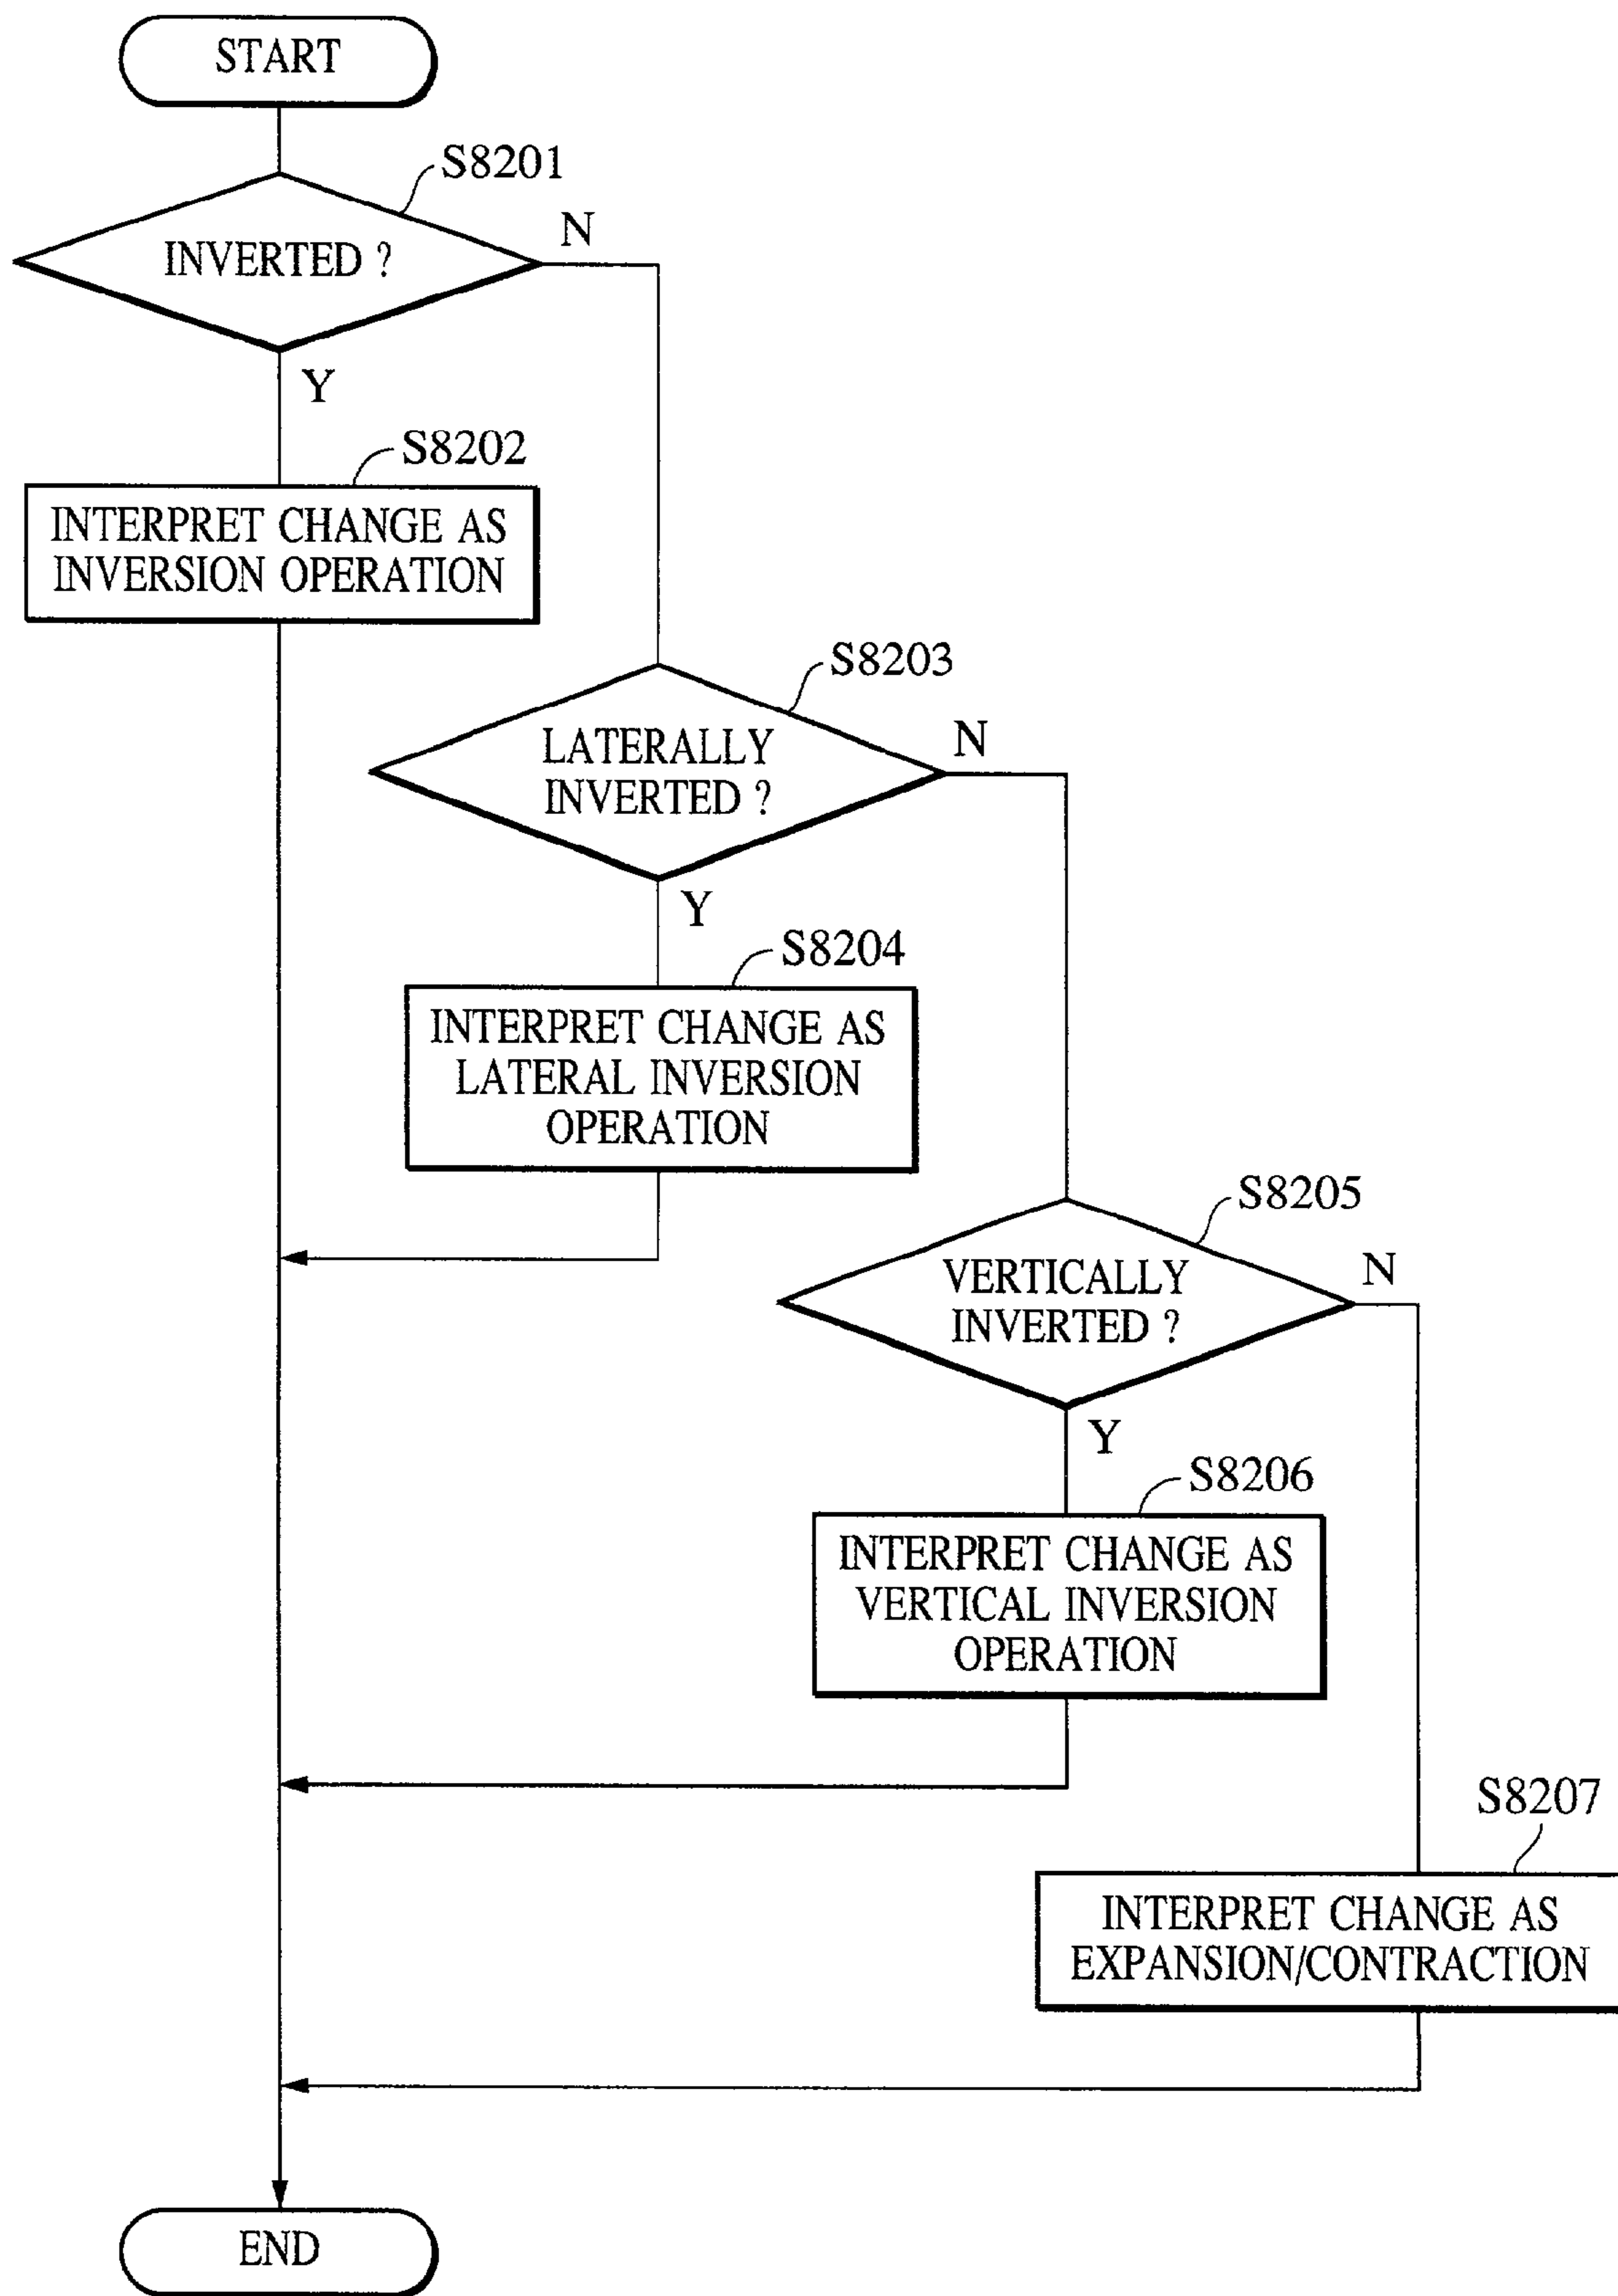 START
S8201
INVERTED ?
N
Y
S8202
INTERPRET CHANGE AS
INVERSION OPERATION
S8203
LATERALLY
INVERTED ?
N
Y
S8204
INTERPRET CHANGE AS
LATERAL INVERSION
OPERATION
S8205
VERTICALLY
INVERTED ?
N
Y
S8206
INTERPRET CHANGE AS
VERTICAL INVERSION
OPERATION
S8207
INTERPRET CHANGE AS
EXPANSION/CONTRACTION
END